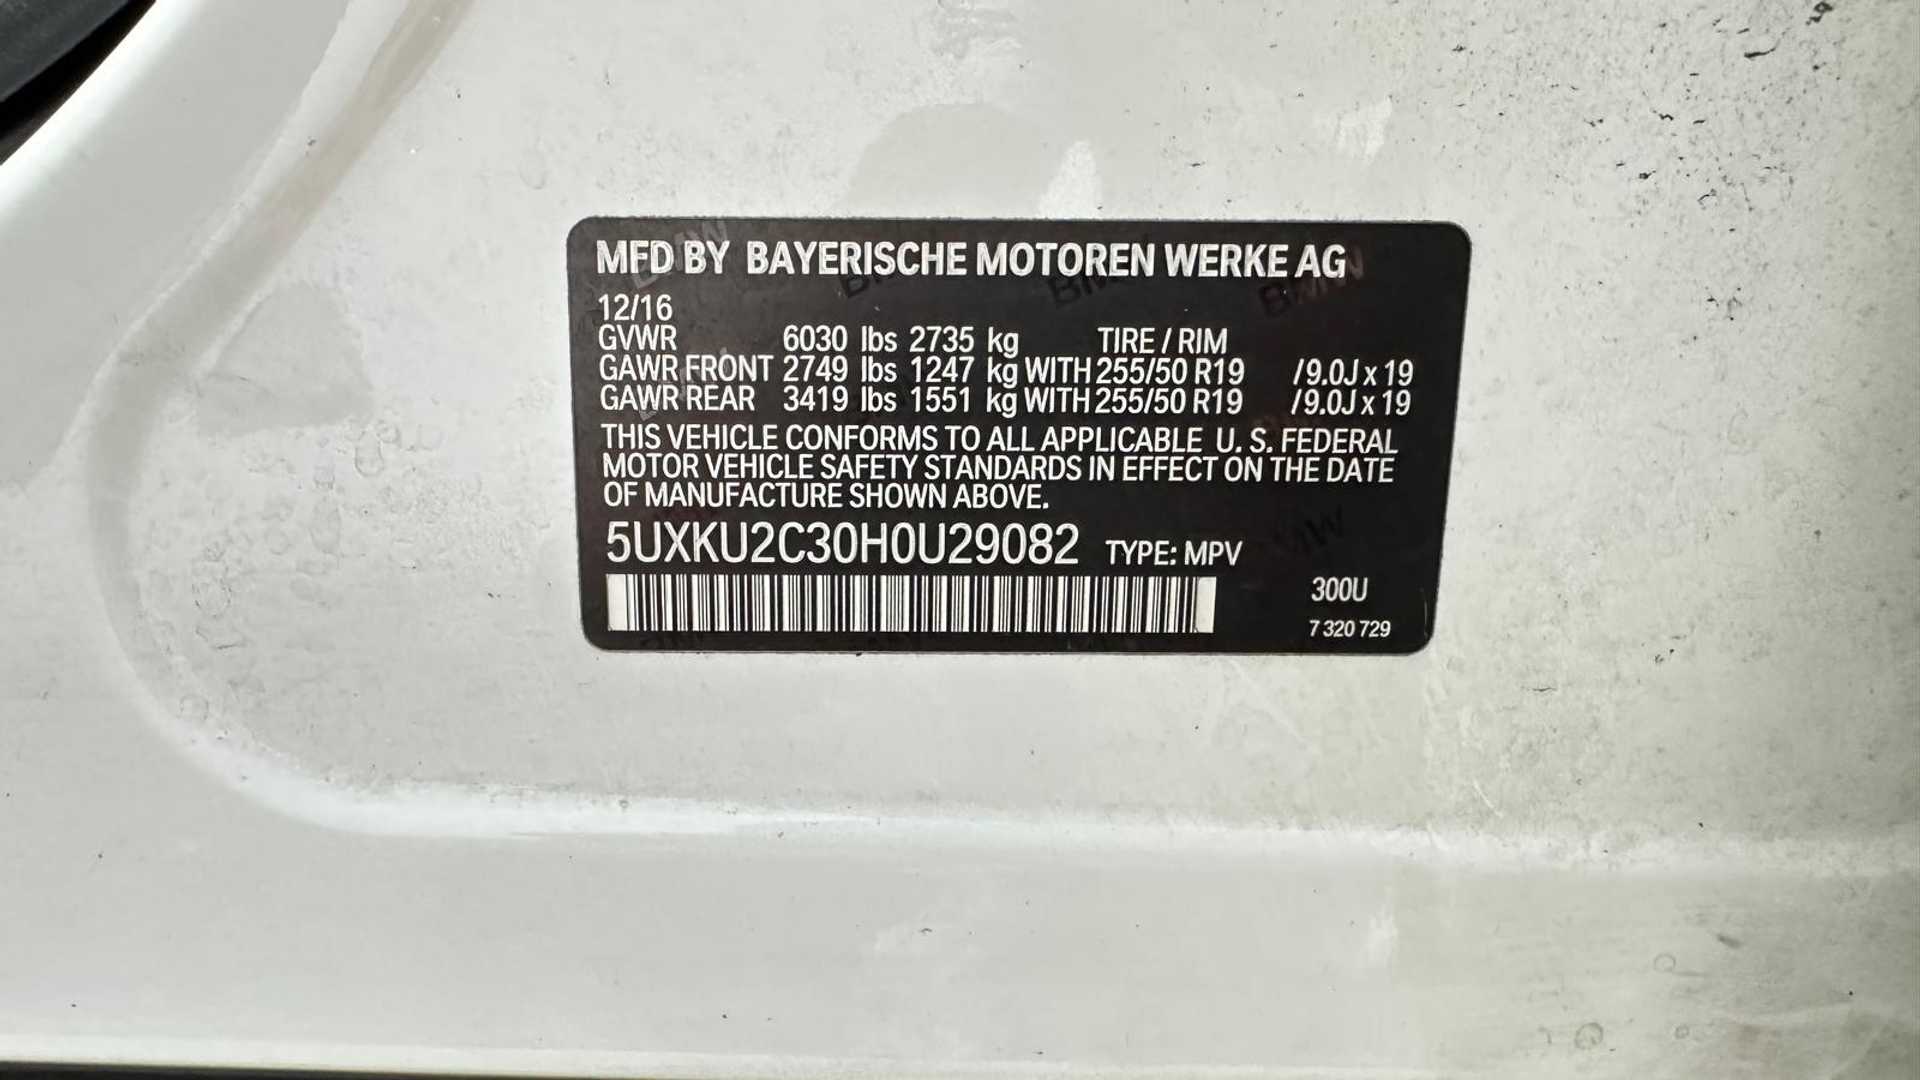 MFD BY BAYERISCHE MOTOREN WERKE AG
12/16
GVWR 6030 lbs 2735 kg TIRE / RIM
GAWR FRONT 2749 lbs 1247 kg WITH 255/50 R19 /9.0J x 19
GAWR REAR 3419 lbs 1551 kg WITH 255/50 R19 /9.0J x 19
THIS VEHICLE CONFORMS TO ALL APPLICABLE U. S. FEDERAL
MOTOR VEHICLE SAFETY STANDARDS IN EFFECT ON THE DATE
OF MANUFACTURE SHOWN ABOVE.
5UXKU2C30H0U29082 TYPE: MPV
300U
7 320 729